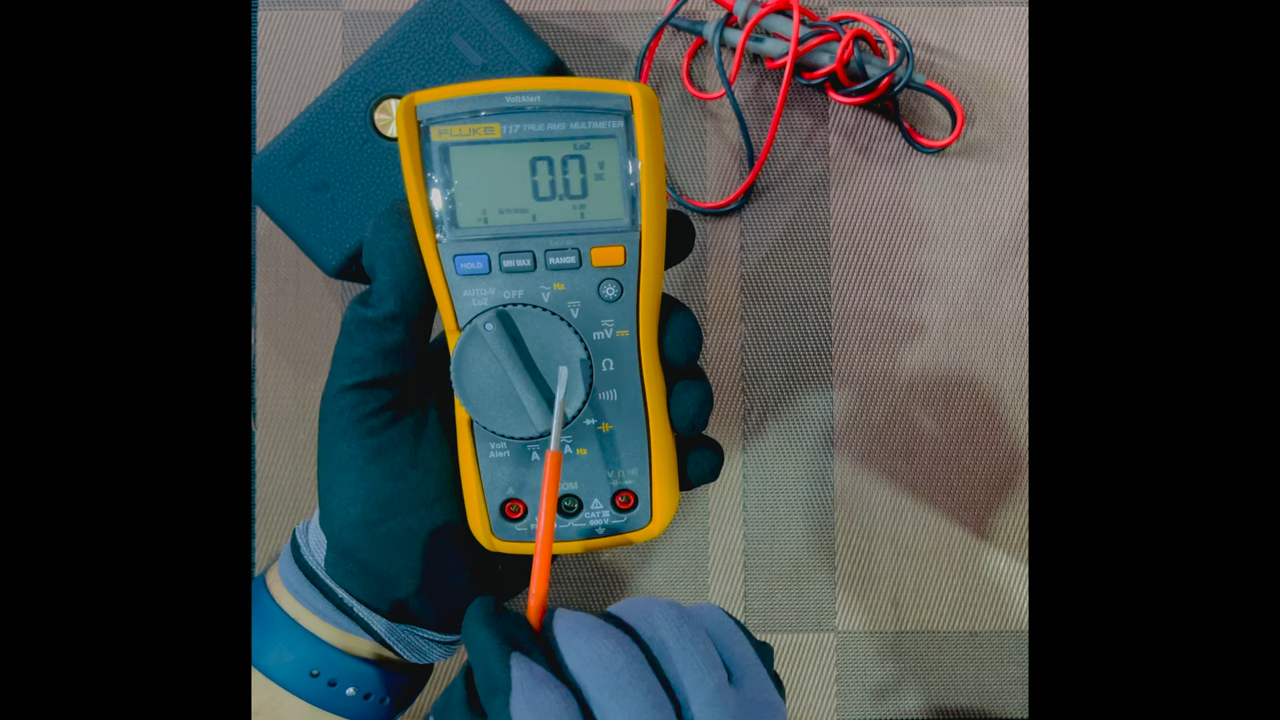 VoltAlert
FLUKE 117 TRUE RMS MULTIMETER
LoZ
0.0 V
HOLD MIN MAX RANGE
AUTO-V LoZ OFF V Hz
V
mV
Ω
Volt Alert A A Hz
A COM V Ω
CAT III
600 V